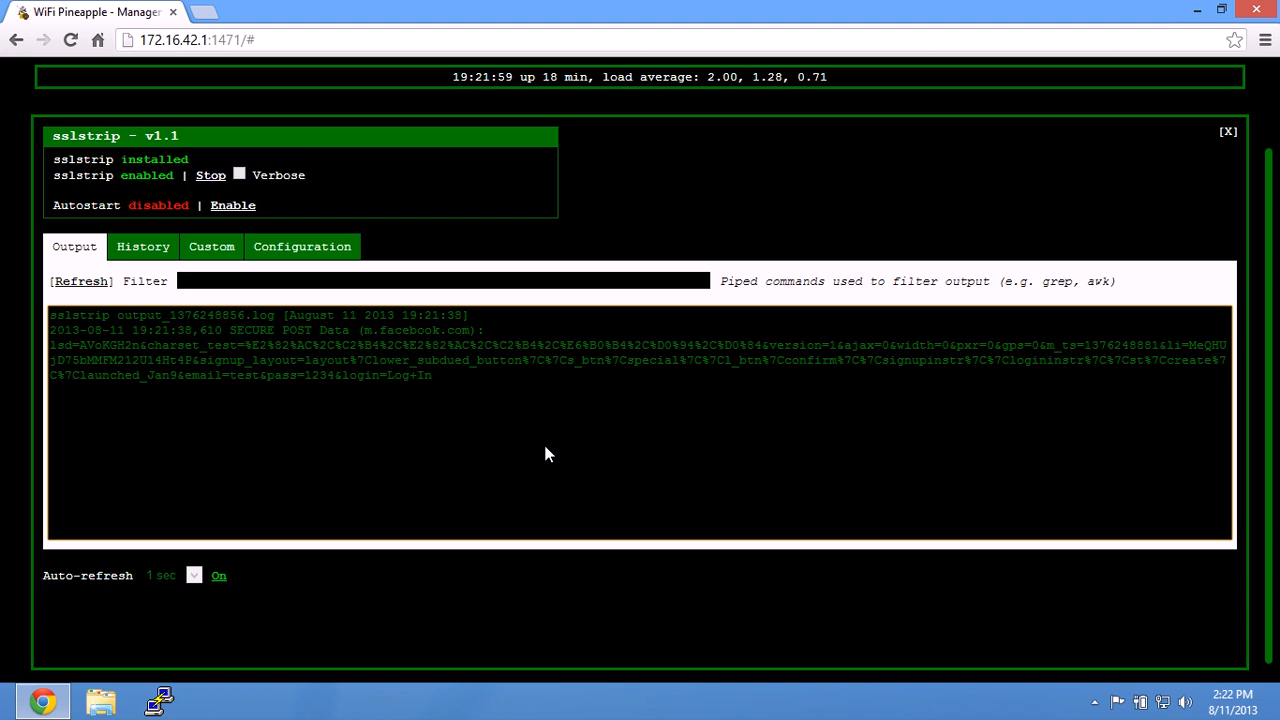 WiFi Pineapple - Manager
172.16.42.1:1471/#
19:21:59 up 18 min, load average: 2.00, 1.28, 0.71
sslstrip - v1.1
[X]
sslstrip installed
sslstrip enabled | Stop Verbose
Autostart disabled | Enable
Output History Custom Configuration
[Refresh] Filter Piped commands used to filter output (e.g. grep, awk)
sslstrip output_1376248856.log [August 11 2013 19:21:38]
2013-08-11 19:21:38,610 SECURE POST Data (m.facebook.com):
lsd=AVoKGH2n&charset_test=%E2%82%AC%2C%C2%B4%2C%E2%82%AC%2C%C2%B4%2C%E6%B0%B4%2C%D0%94%2C%D0%84&version=1&ajax=0&width=0&pxr=0&gps=0&m_ts=1376248881&li=MeQHU
jD75bMMFM212Ul4Ht4P&signup_layout=layout%7Clower_subdued_button%7C%7Cs_btn%7Cspecial%7C%7Cl_btn%7Cconfirm%7C%7Csignupinstr%7C%7Clogininstr%7C%7Cst%7Ccreate%7
C%7Claunched_Jan9&email=test&pass=1234&login=Log+In
Auto-refresh 1 sec On
2:22 PM
8/11/2013